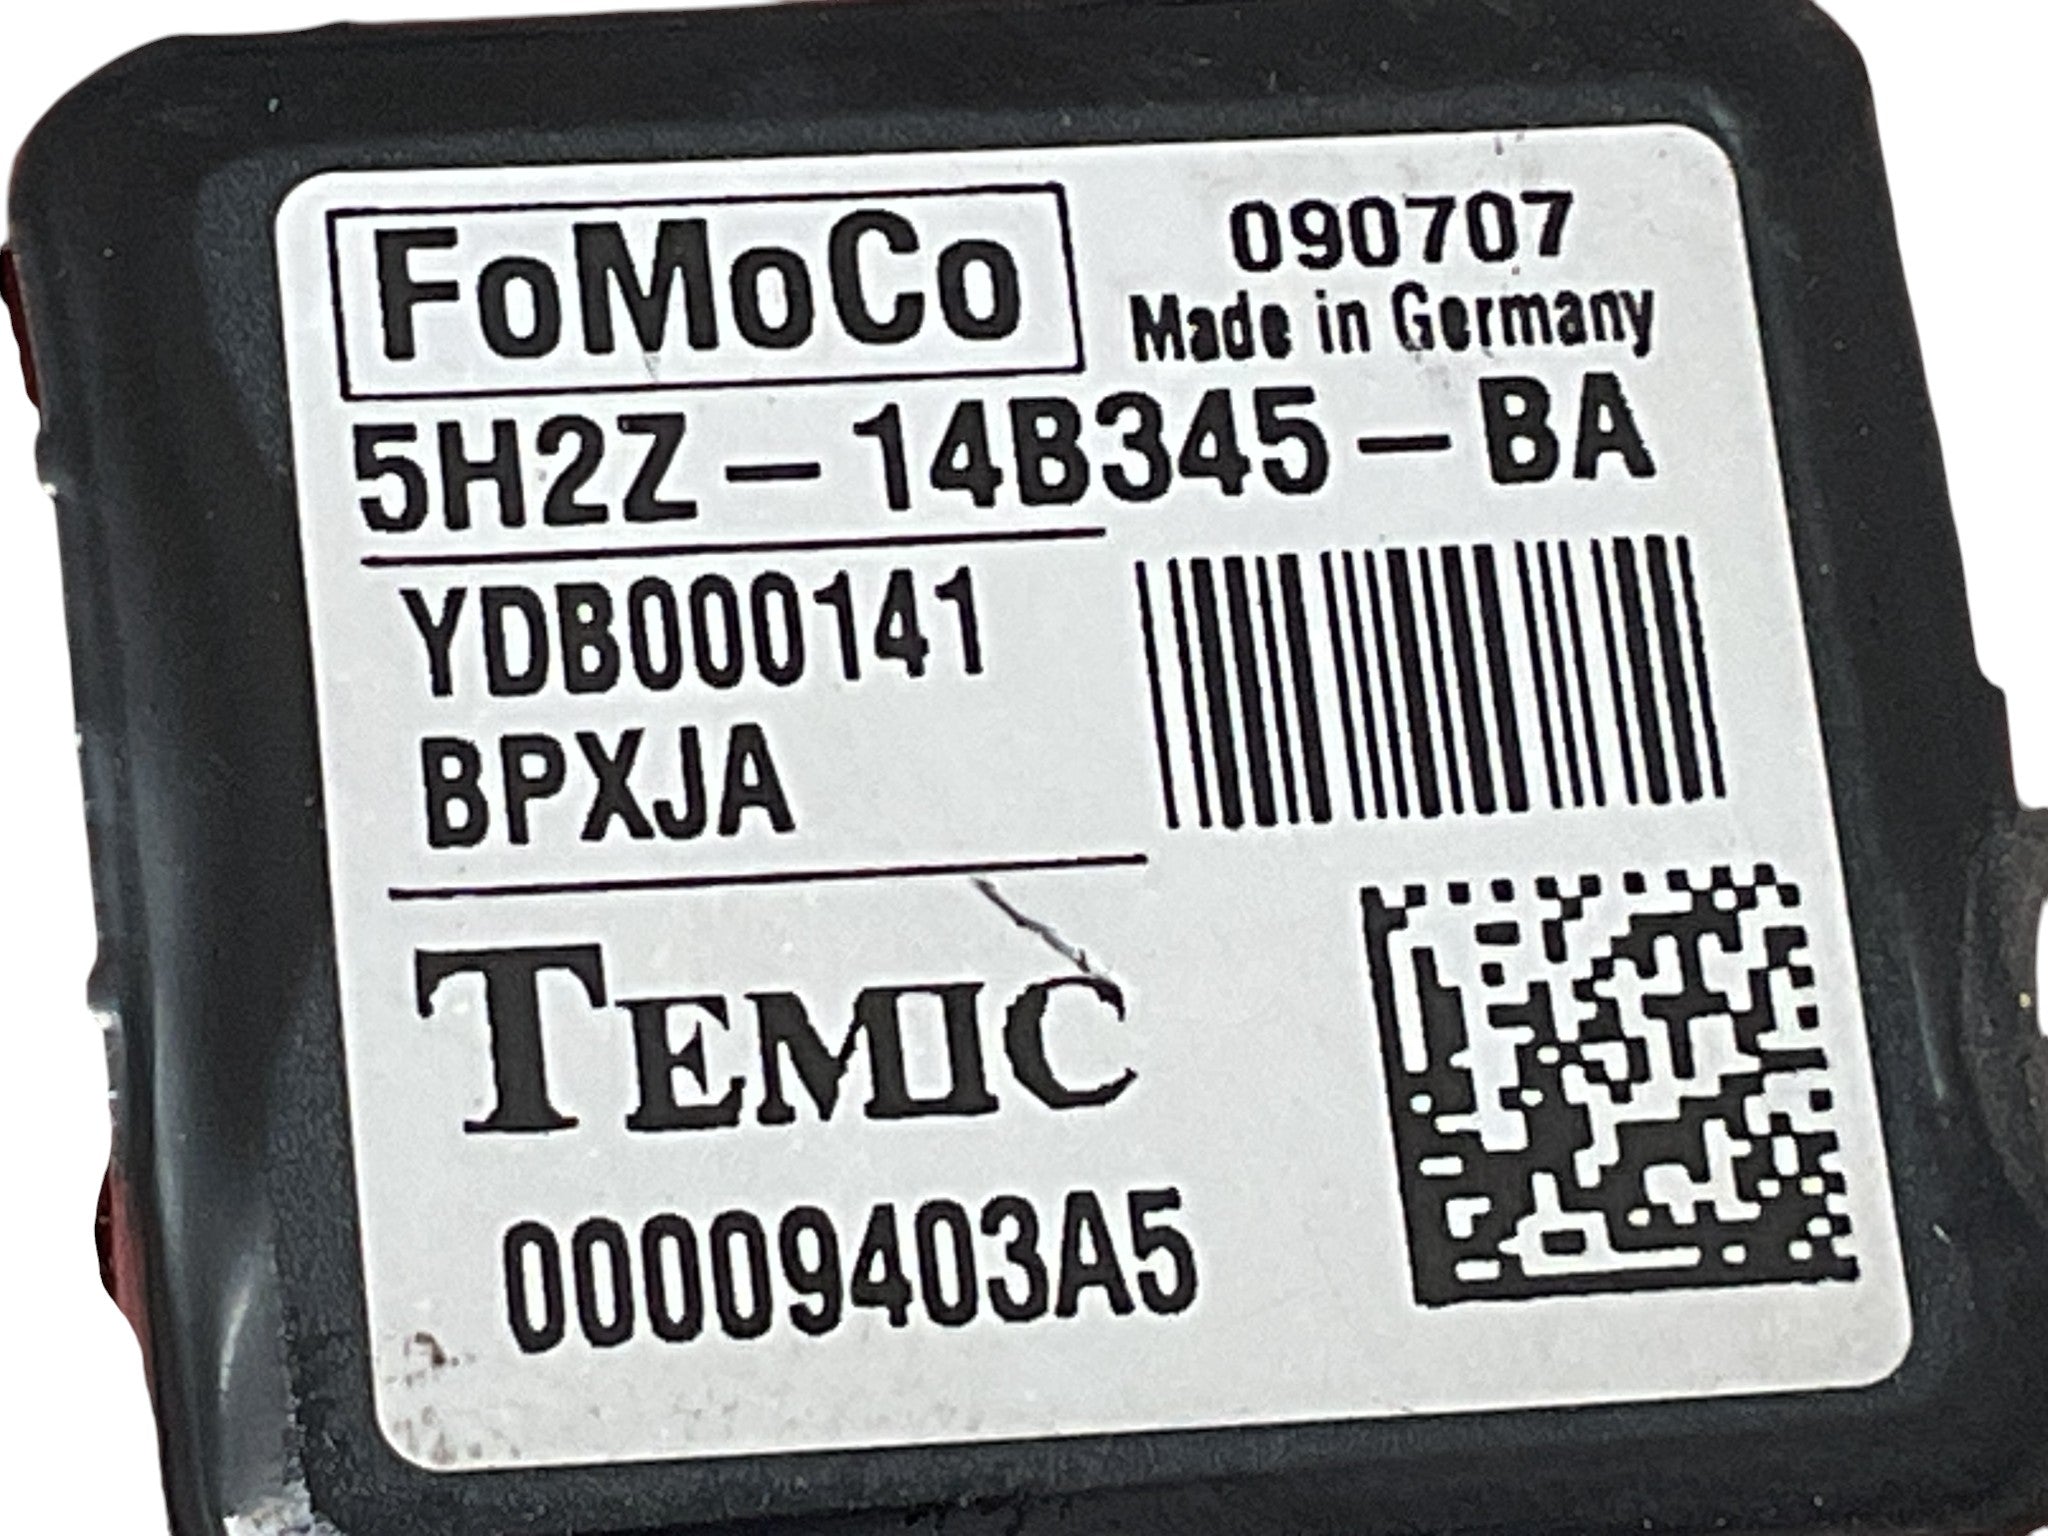 FoMoCo
090707
Made in Germany
5H2Z-14B345-BA
YDB000141
BPXJA
TEMIC
00009403A5